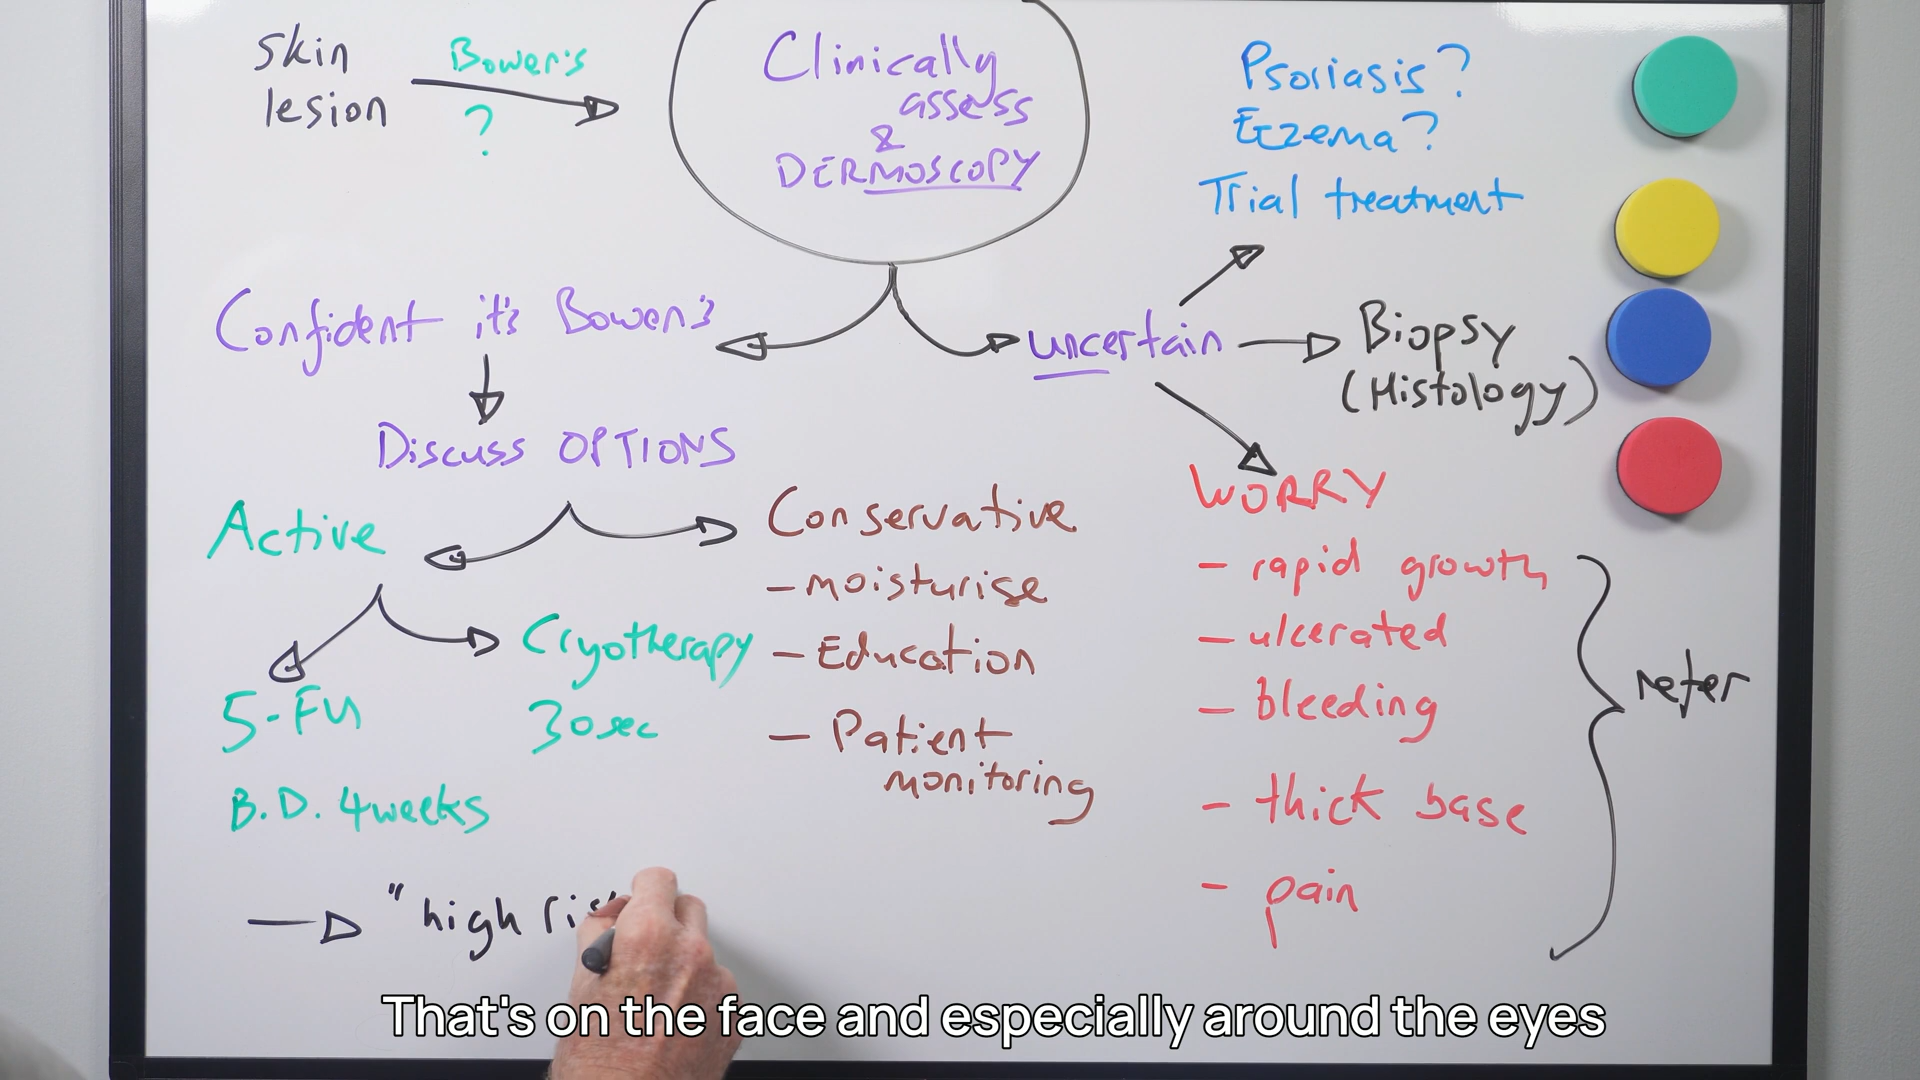 Skin
lesion
Bowen's
?
Clinically
assess
&
DERMOSCOPY
Psoriasis?
Eczema?
Trial treatment
Confident it's Bowen's
uncertain
Biopsy
(Histology)
Discuss OPTIONS
Active
Conservative
- moisturise
- Education
- Patient
monitoring
Cryotherapy
30sec
5-FU
B.D. 4weeks
WORRY
- rapid growth
- ulcerated
- bleeding
- thick base
- pain
refer
"high ris
That's on the face and especially around the eyes